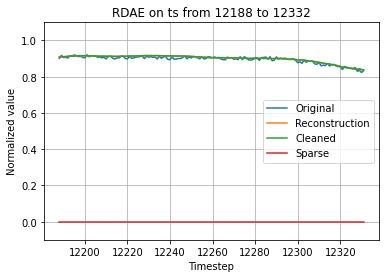 RDAE on ts from 12188 to 12332
Normalized value
1.0
0.8
0.6
0.4
0.2
0.0
Original
Reconstruction
Cleaned
Sparse
12200 12220 12240 12260 12280 12300 12320
Timestep